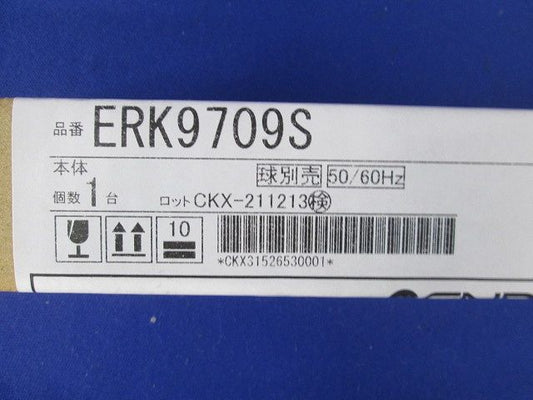 品番 ERK9709S
本体
球別売 50/60Hz
個数 1 台 ロット CKX-211213 検
10
*CKX31526530001*